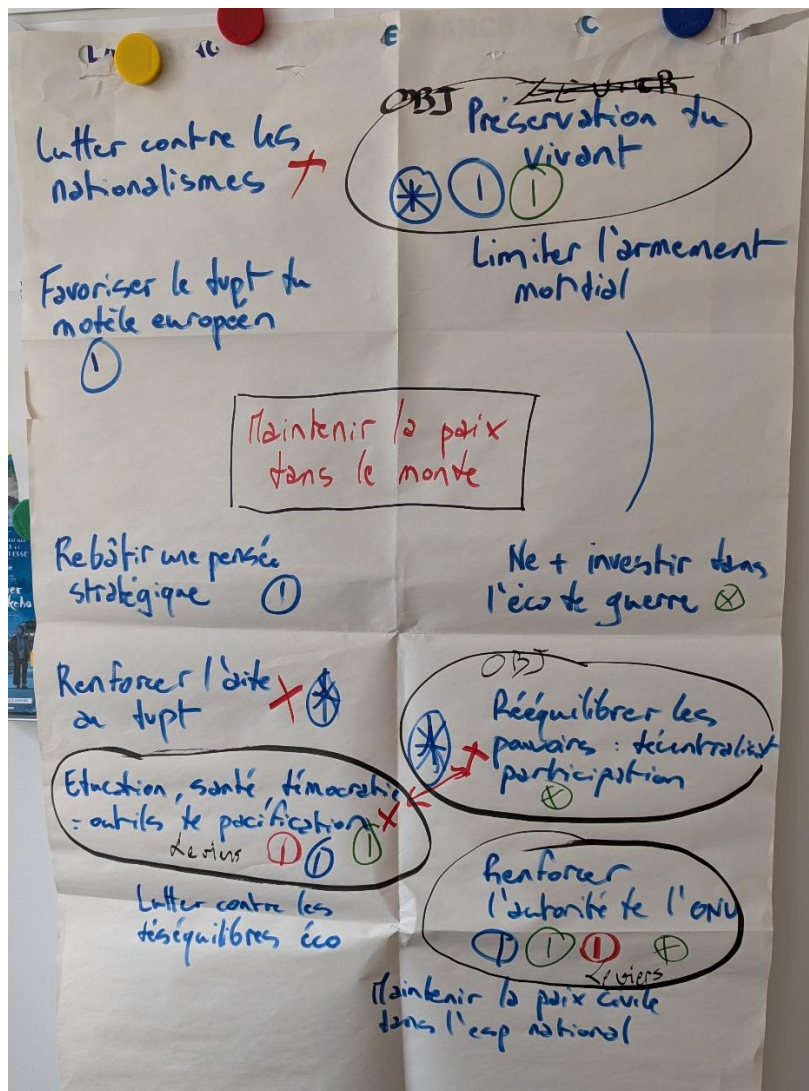 E
C
Lutter contre les
nationalismes
OBJ
LEVIER
Préservation du
vivant
Favoriser le dvpt du
modèle européen
Limiter l'armement
mondial
Maintenir la paix
dans le monde
Rebâtir une pensée
stratégique
Ne + investir dans
l'éco de guerre
Renforcer l'aide
au dvpt
OBJ
Rééquilibrer les
pouvoirs : décentralisat
participation
Education, santé démocratie
= outils de pacification
Leviers
Lutter contre les
déséquilibres éco
Renforcer
l'autorité de l'ONU
Leviers
Maintenir la paix civile
dans l'esp national